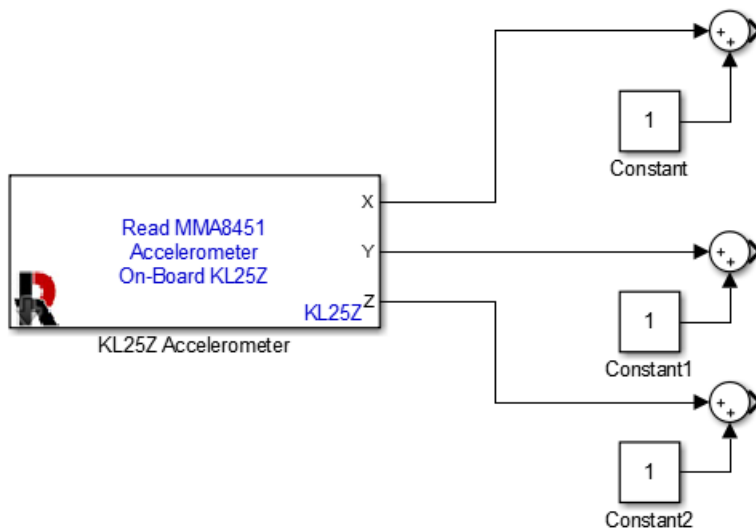 +
+
1
Constant
X
Read MMA8451
Accelerometer
On-Board KL25Z
Y
Z
KL25Z
KL25Z Accelerometer
+
+
1
Constant1
+
+
1
Constant2